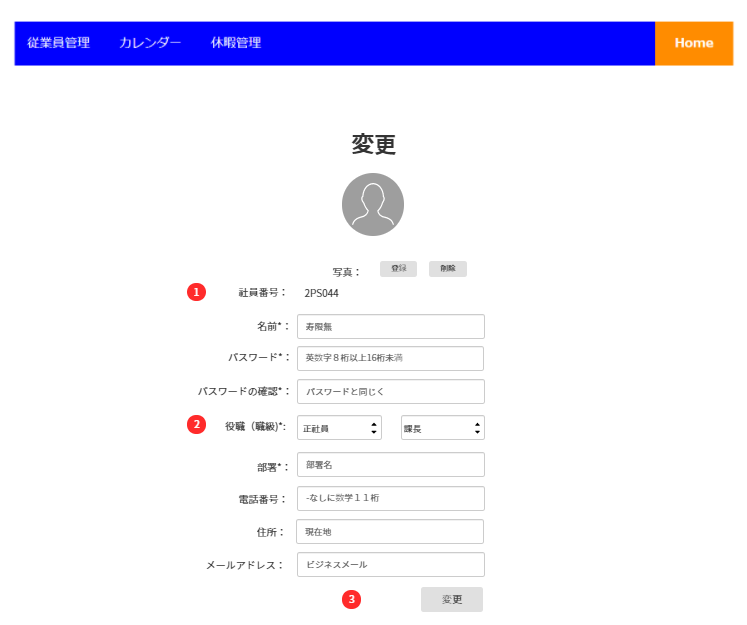 従業員管理 カレンダー 休暇管理 Home
変更
写真： 登録 削除
1 社員番号： 2PS044
名前*： 寿限無
パスワード*： 英数字８桁以上16桁未満
パスワードの確認*： パスワードと同じく
2 役職（職級)*: 正社員 課長
部署*： 部署名
電話番号： -なしに数学１１桁
住所： 現在地
メールアドレス： ビジネスメール
3 変更